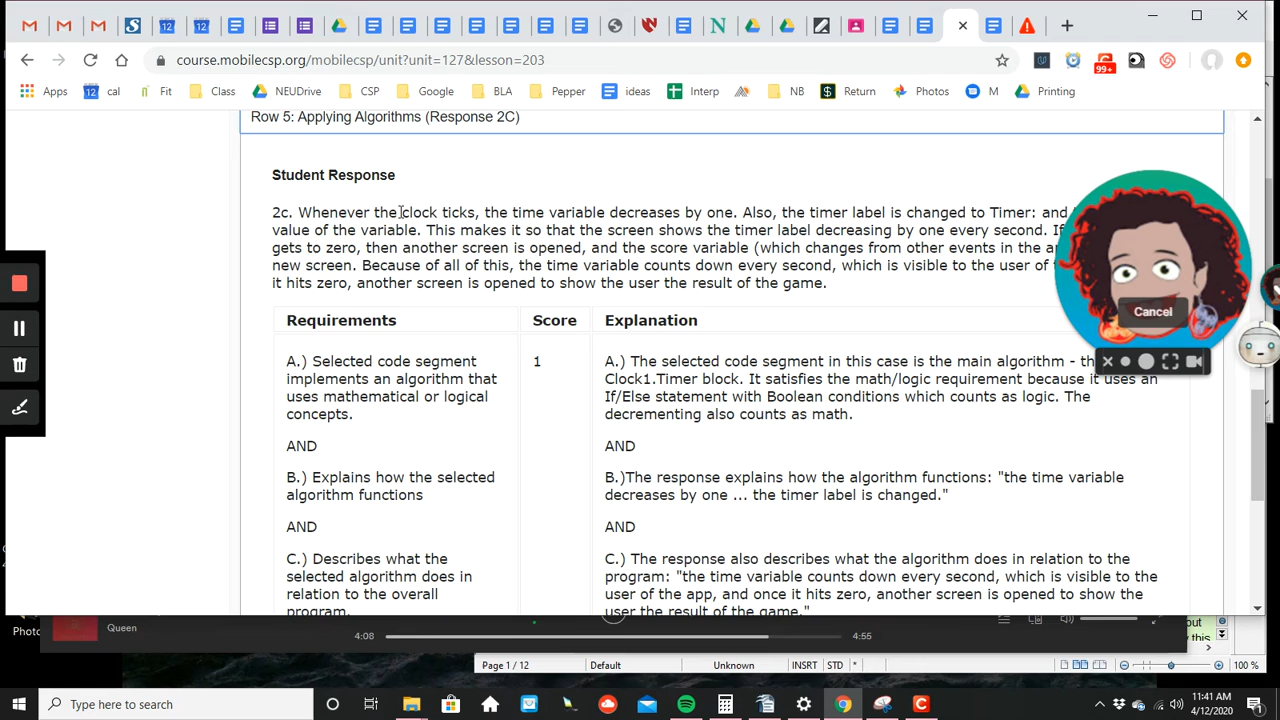 course.mobilecsp.org/mobilecsp/unit?unit=127&lesson=203
99+
Apps
12 cal
Fit
Class
NEUDrive
CSP
Google
BLA
Pepper
ideas
Interp
NB
Return
Photos
M
Printing
Row 5: Applying Algorithms (Response 2C)
Student Response
2c. Whenever the clock ticks, the time variable decreases by one. Also, the timer label is changed to Timer: and
value of the variable. This makes it so that the screen shows the timer label decreasing by one every second. If
gets to zero, then another screen is opened, and the score variable (which changes from other events in the
new screen. Because of all of this, the time variable counts down every second, which is visible to the user of
it hits zero, another screen is opened to show the user the result of the game.
Cancel
Requirements Score Explanation
A.) Selected code segment
implements an algorithm that
uses mathematical or logical
concepts.
AND
B.) Explains how the selected
algorithm functions
AND
C.) Describes what the
selected algorithm does in
relation to the overall
program.
1
A.) The selected code segment in this case is the main algorithm -
Clock1.Timer block. It satisfies the math/logic requirement because it uses an
If/Else statement with Boolean conditions which counts as logic. The
decrementing also counts as math.
AND
B.)The response explains how the algorithm functions: "the time variable
decreases by one ... the timer label is changed."
AND
C.) The response also describes what the algorithm does in relation to the
program: "the time variable counts down every second, which is visible to the
user of the app, and once it hits zero, another screen is opened to show the
user the result of the game."
Photo
Queen
4:08
4:55
out
this
Page 1 / 12
Default
Unknown
INSRT
STD
*
100 %
Type here to search
11:41 AM
4/12/2020